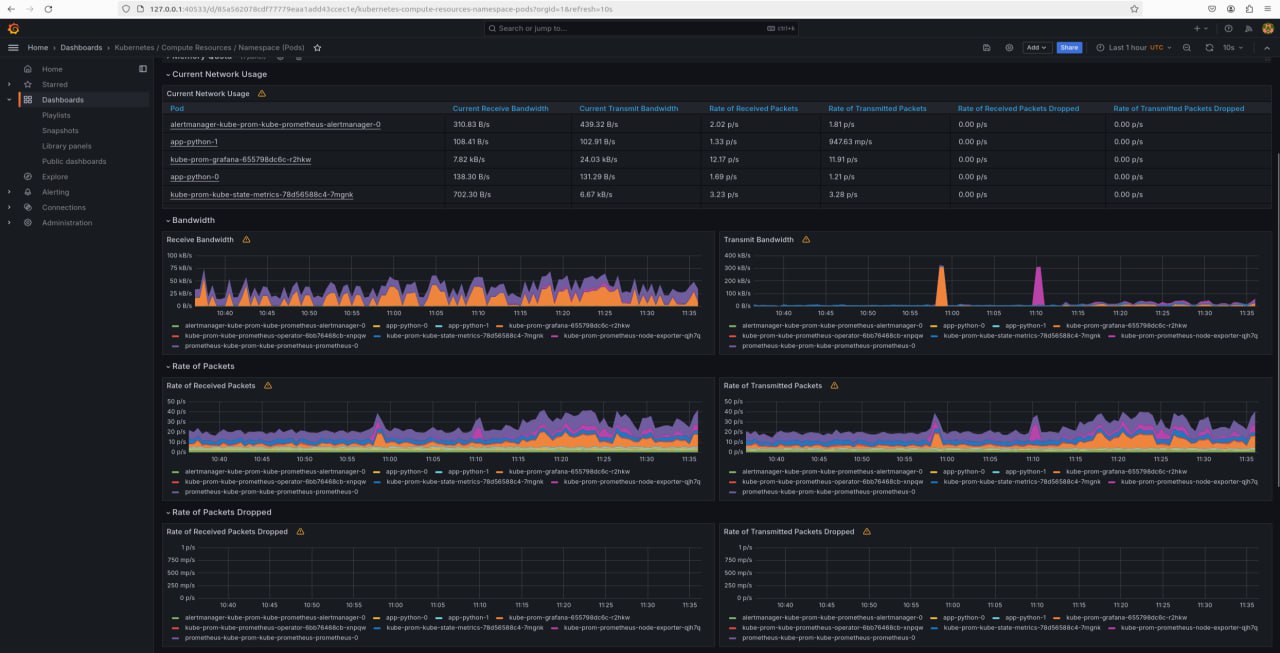 127.0.0.1:40533/d/85a562078cdf77779eaa1add43ccec1e/kubernetes-compute-resources-namespace-pods?orgId=1&refresh=10s
Search or jump to... ctrl+k
Home Dashboards Kubernetes / Compute Resources / Namespace (Pods)
Add Share Last 1 hour UTC 10s
Home
Starred
Dashboards
Playlists
Snapshots
Library panels
Public dashboards
Explore
Alerting
Connections
Administration
Current Network Usage
Current Network Usage
Pod Current Receive Bandwidth Current Transmit Bandwidth Rate of Received Packets Rate of Transmitted Packets Rate of Received Packets Dropped Rate of Transmitted Packets Dropped
alertmanager-kube-prom-kube-prometheus-alertmanager-0 310.83 B/s 439.32 B/s 2.02 p/s 1.81 p/s 0.00 p/s 0.00 p/s
app-python-1 108.41 B/s 102.91 B/s 1.33 p/s 947.63 mp/s 0.00 p/s 0.00 p/s
kube-prom-grafana-655798dc6c-r2hkw 7.82 kB/s 24.03 kB/s 12.17 p/s 11.91 p/s 0.00 p/s 0.00 p/s
app-python-0 138.30 B/s 131.29 B/s 1.69 p/s 1.21 p/s 0.00 p/s 0.00 p/s
kube-prom-kube-state-metrics-78d56588c4-7mgnk 702.30 B/s 6.67 kB/s 3.23 p/s 3.28 p/s 0.00 p/s 0.00 p/s
Bandwidth
Receive Bandwidth
100 kB/s
75 kB/s
50 kB/s
25 kB/s
0 B/s
10:40 10:45 10:50 10:55 11:00 11:05 11:10 11:15 11:20 11:25 11:30 11:35
alertmanager-kube-prom-kube-prometheus-alertmanager-0 app-python-0 app-python-1 kube-prom-grafana-655798dc6c-r2hkw
kube-prom-kube-prometheus-operator-6bb76468cb-xnpqw kube-prom-kube-state-metrics-78d56588c4-7mgnk kube-prom-prometheus-node-exporter-qjh7q
prometheus-kube-prom-kube-prometheus-prometheus-0
Transmit Bandwidth
400 kB/s
300 kB/s
200 kB/s
100 kB/s
0 B/s
10:40 10:45 10:50 10:55 11:00 11:05 11:10 11:15 11:20 11:25 11:30 11:35
alertmanager-kube-prom-kube-prometheus-alertmanager-0 app-python-0 app-python-1 kube-prom-grafana-655798dc6c-r2hkw
kube-prom-kube-prometheus-operator-6bb76468cb-xnpqw kube-prom-kube-state-metrics-78d56588c4-7mgnk kube-prom-prometheus-node-exporter-qjh7q
prometheus-kube-prom-kube-prometheus-prometheus-0
Rate of Packets
Rate of Received Packets
50 p/s
40 p/s
30 p/s
20 p/s
10 p/s
0 p/s
10:40 10:45 10:50 10:55 11:00 11:05 11:10 11:15 11:20 11:25 11:30 11:35
alertmanager-kube-prom-kube-prometheus-alertmanager-0 app-python-0 app-python-1 kube-prom-grafana-655798dc6c-r2hkw
kube-prom-kube-prometheus-operator-6bb76468cb-xnpqw kube-prom-kube-state-metrics-78d56588c4-7mgnk kube-prom-prometheus-node-exporter-qjh7q
prometheus-kube-prom-kube-prometheus-prometheus-0
Rate of Transmitted Packets
50 p/s
40 p/s
30 p/s
20 p/s
10 p/s
0 p/s
10:40 10:45 10:50 10:55 11:00 11:05 11:10 11:15 11:20 11:25 11:30 11:35
alertmanager-kube-prom-kube-prometheus-alertmanager-0 app-python-0 app-python-1 kube-prom-grafana-655798dc6c-r2hkw
kube-prom-kube-prometheus-operator-6bb76468cb-xnpqw kube-prom-kube-state-metrics-78d56588c4-7mgnk kube-prom-prometheus-node-exporter-qjh7q
prometheus-kube-prom-kube-prometheus-prometheus-0
Rate of Packets Dropped
Rate of Received Packets Dropped
1 p/s
750 mp/s
500 mp/s
250 mp/s
0 p/s
10:40 10:45 10:50 10:55 11:00 11:05 11:10 11:15 11:20 11:25 11:30 11:35
alertmanager-kube-prom-kube-prometheus-alertmanager-0 app-python-0 app-python-1 kube-prom-grafana-655798dc6c-r2hkw
kube-prom-kube-prometheus-operator-6bb76468cb-xnpqw kube-prom-kube-state-metrics-78d56588c4-7mgnk kube-prom-prometheus-node-exporter-qjh7q
prometheus-kube-prom-kube-prometheus-prometheus-0
Rate of Transmitted Packets Dropped
1 p/s
750 mp/s
500 mp/s
250 mp/s
0 p/s
10:40 10:45 10:50 10:55 11:00 11:05 11:10 11:15 11:20 11:25 11:30 11:35
alertmanager-kube-prom-kube-prometheus-alertmanager-0 app-python-0 app-python-1 kube-prom-grafana-655798dc6c-r2hkw
kube-prom-kube-prometheus-operator-6bb76468cb-xnpqw kube-prom-kube-state-metrics-78d56588c4-7mgnk kube-prom-prometheus-node-exporter-qjh7q
prometheus-kube-prom-kube-prometheus-prometheus-0